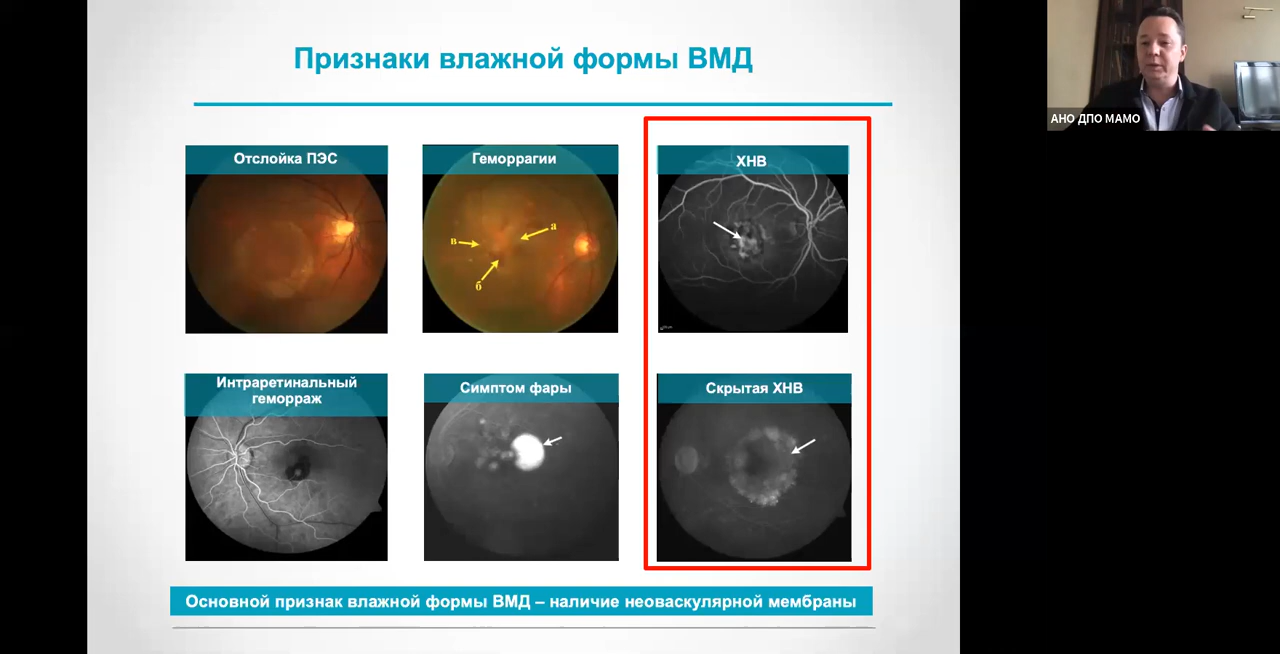 Признаки влажной формы ВМД
АНО ДПО МАМО
Отслойка ПЭС
Геморрагии
ХНВ
а
в
б
Интраретинальный
геморраж
Симптом фары
Скрытая ХНВ
Основной признак влажной формы ВМД – наличие неоваскулярной мембраны